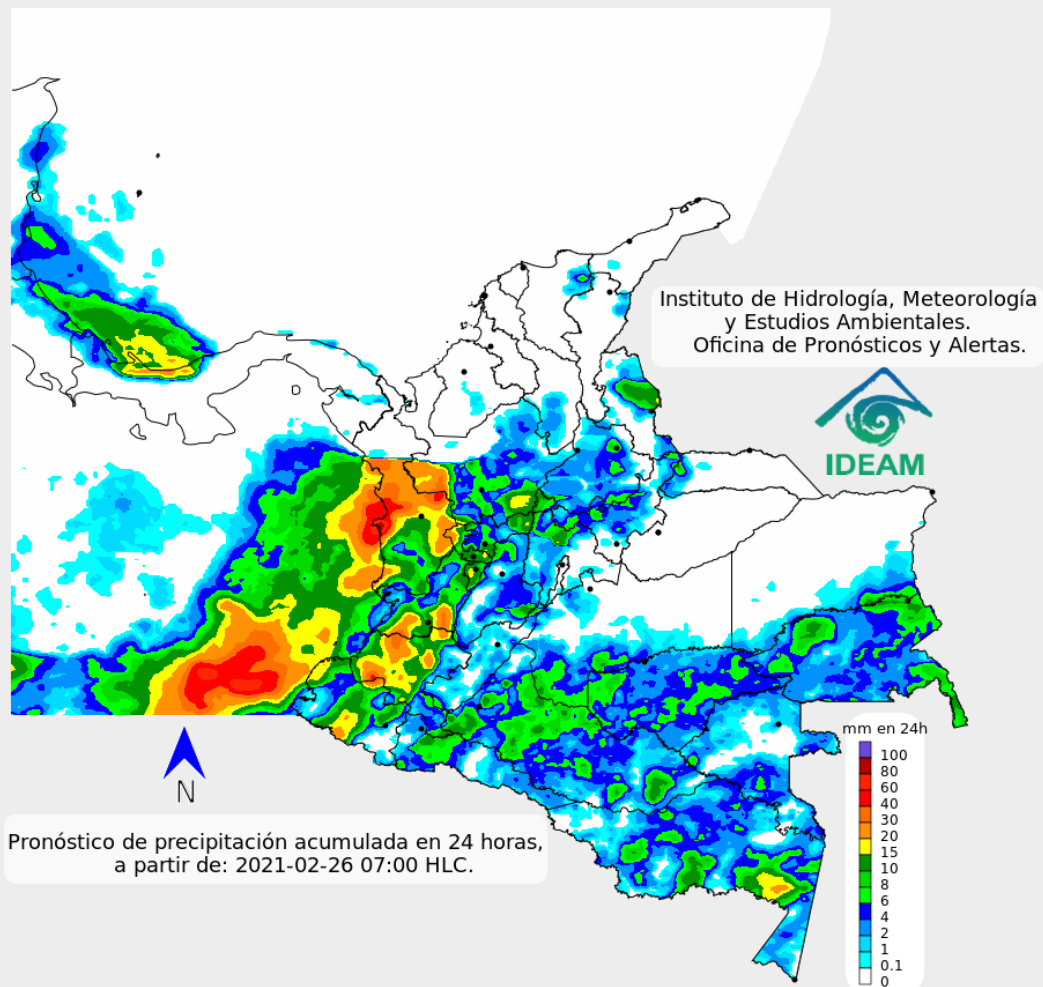 Instituto de Hidrología, Meteorología
y Estudios Ambientales.
Oficina de Pronósticos y Alertas.
IDEAM
N
mm en 24h
100
80
60
40
30
20
15
10
8
6
4
2
1
0.1
0
Pronóstico de precipitación acumulada en 24 horas,
a partir de: 2021-02-26 07:00 HLC.